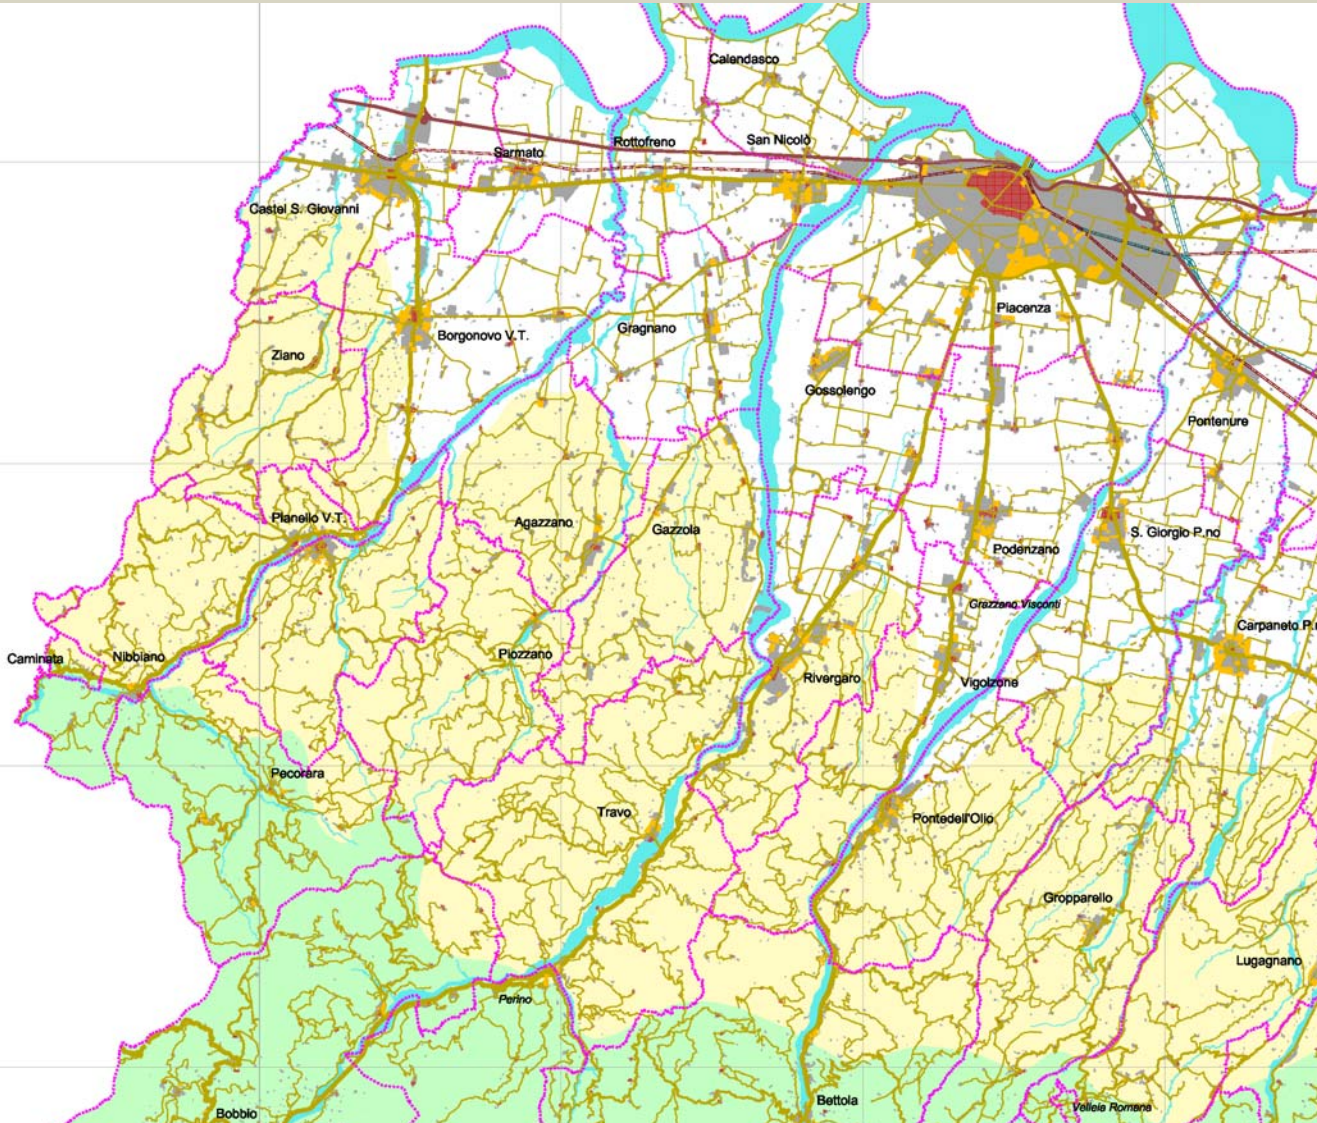 Calendasco
Rottofreno
San Nicolò
Sarmato
Castel S. Giovanni
Piacenza
Gragnano
Borgonovo V.T.
Ziano
Gossolengo
Pontenure
Pianello V.T.
Agazzano
Gazzola
S. Giorgio P.no
Podenzano
Grazzano Visconti
Carpaneto P.
Caminata
Nibbiano
Piozzano
Rivergaro
Vigolzone
Pecorara
Travo
Pontedell'Olio
Gropparello
Lugagnano
Perino
Bettola
Velleia Romana
Bobbio